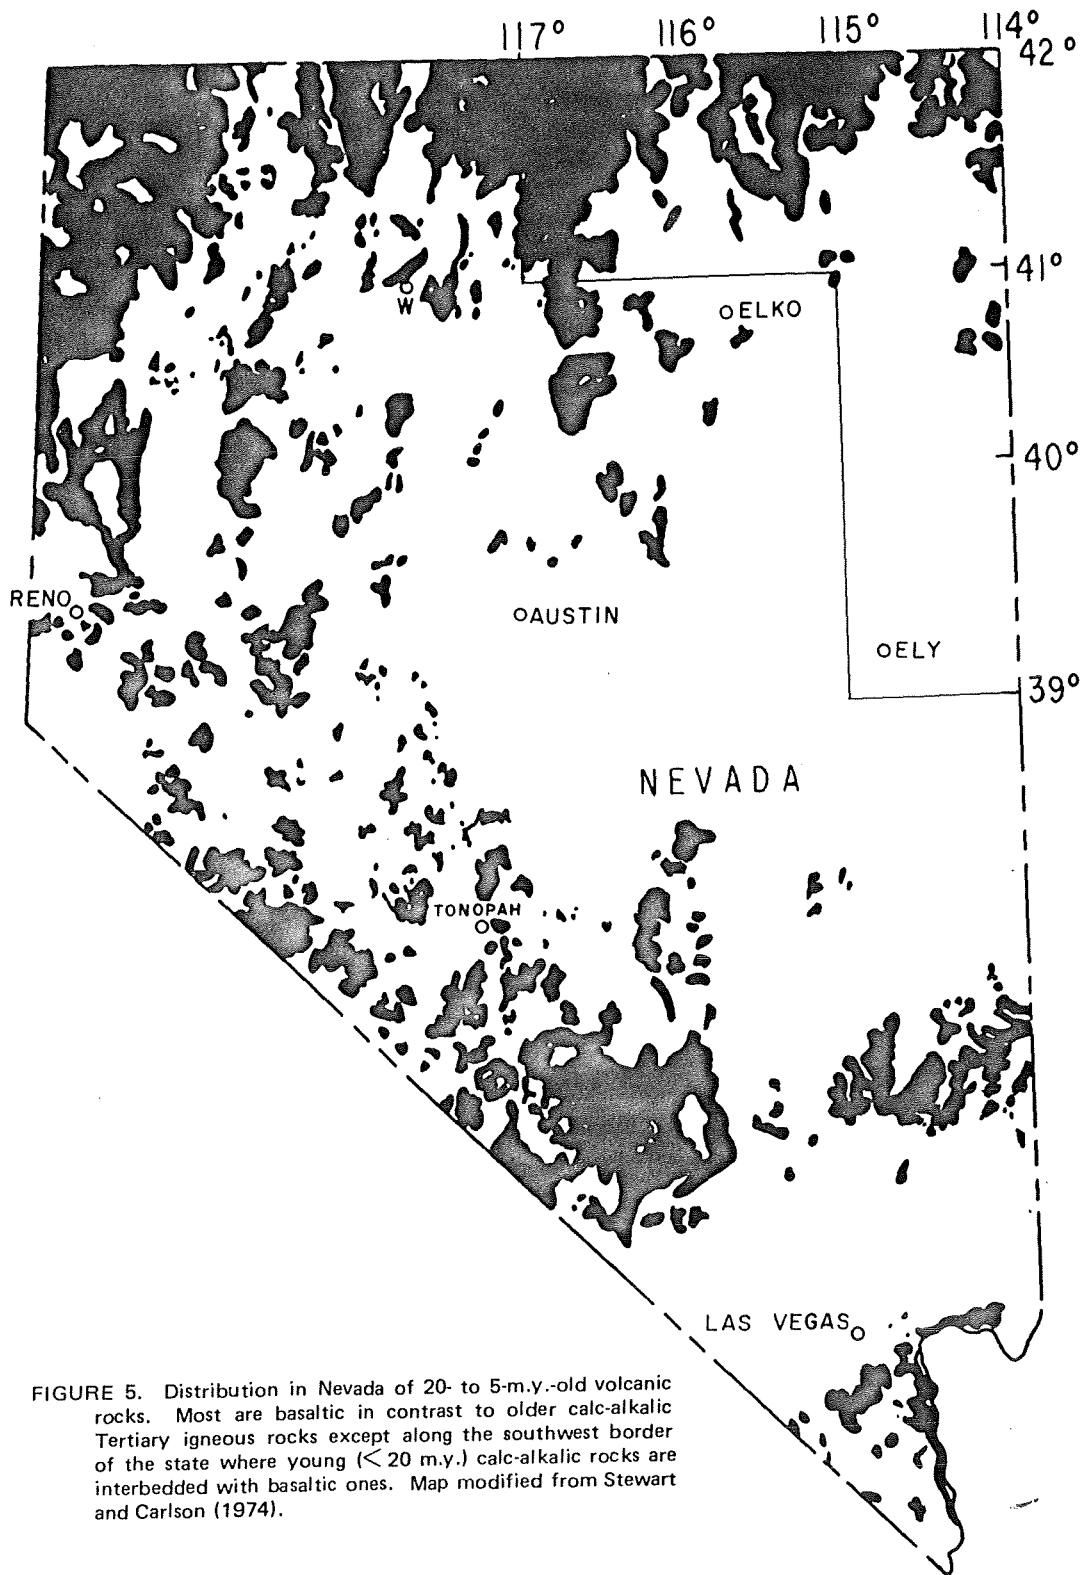 117° 116° 115° 114°
42°
41°
W
ELKO
40°
RENO
AUSTIN
ELY
39°
NEVADA
TONOPAH
LAS VEGAS
FIGURE 5. Distribution in Nevada of 20- to 5-m.y.-old volcanic
rocks. Most are basaltic in contrast to older calc-alkalic
Tertiary igneous rocks except along the southwest border
of the state where young (< 20 m.y.) calc-alkalic rocks are
interbedded with basaltic ones. Map modified from Stewart
and Carlson (1974).